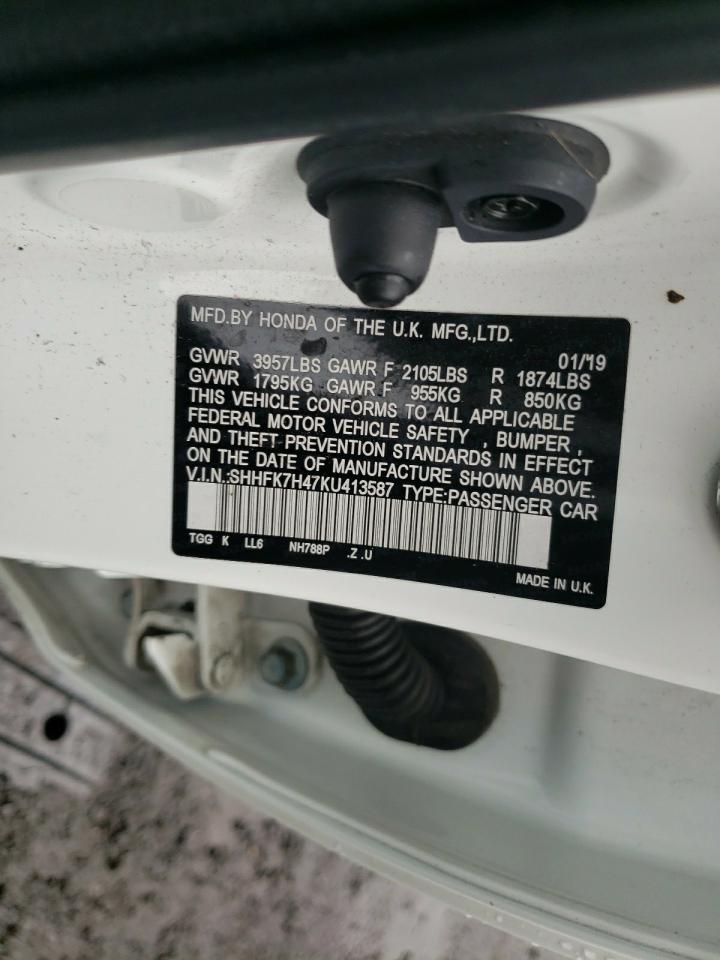 MFD.BY HONDA OF THE U.K. MFG.,LTD.
01/19
GVWR 3957LBS GAWR F 2105LBS R 1874LBS
GVWR 1795KG GAWR F 955KG R 850KG
THIS VEHICLE CONFORMS TO ALL APPLICABLE
FEDERAL MOTOR VEHICLE SAFETY , BUMPER ,
AND THEFT PREVENTION STANDARDS IN EFFECT
ON THE DATE OF MANUFACTURE SHOWN ABOVE.
V.I.N.:SHHFK7H47KU413587 TYPE:PASSENGER CAR
TGG K LL6 NH788P .Z .U
MADE IN U.K.